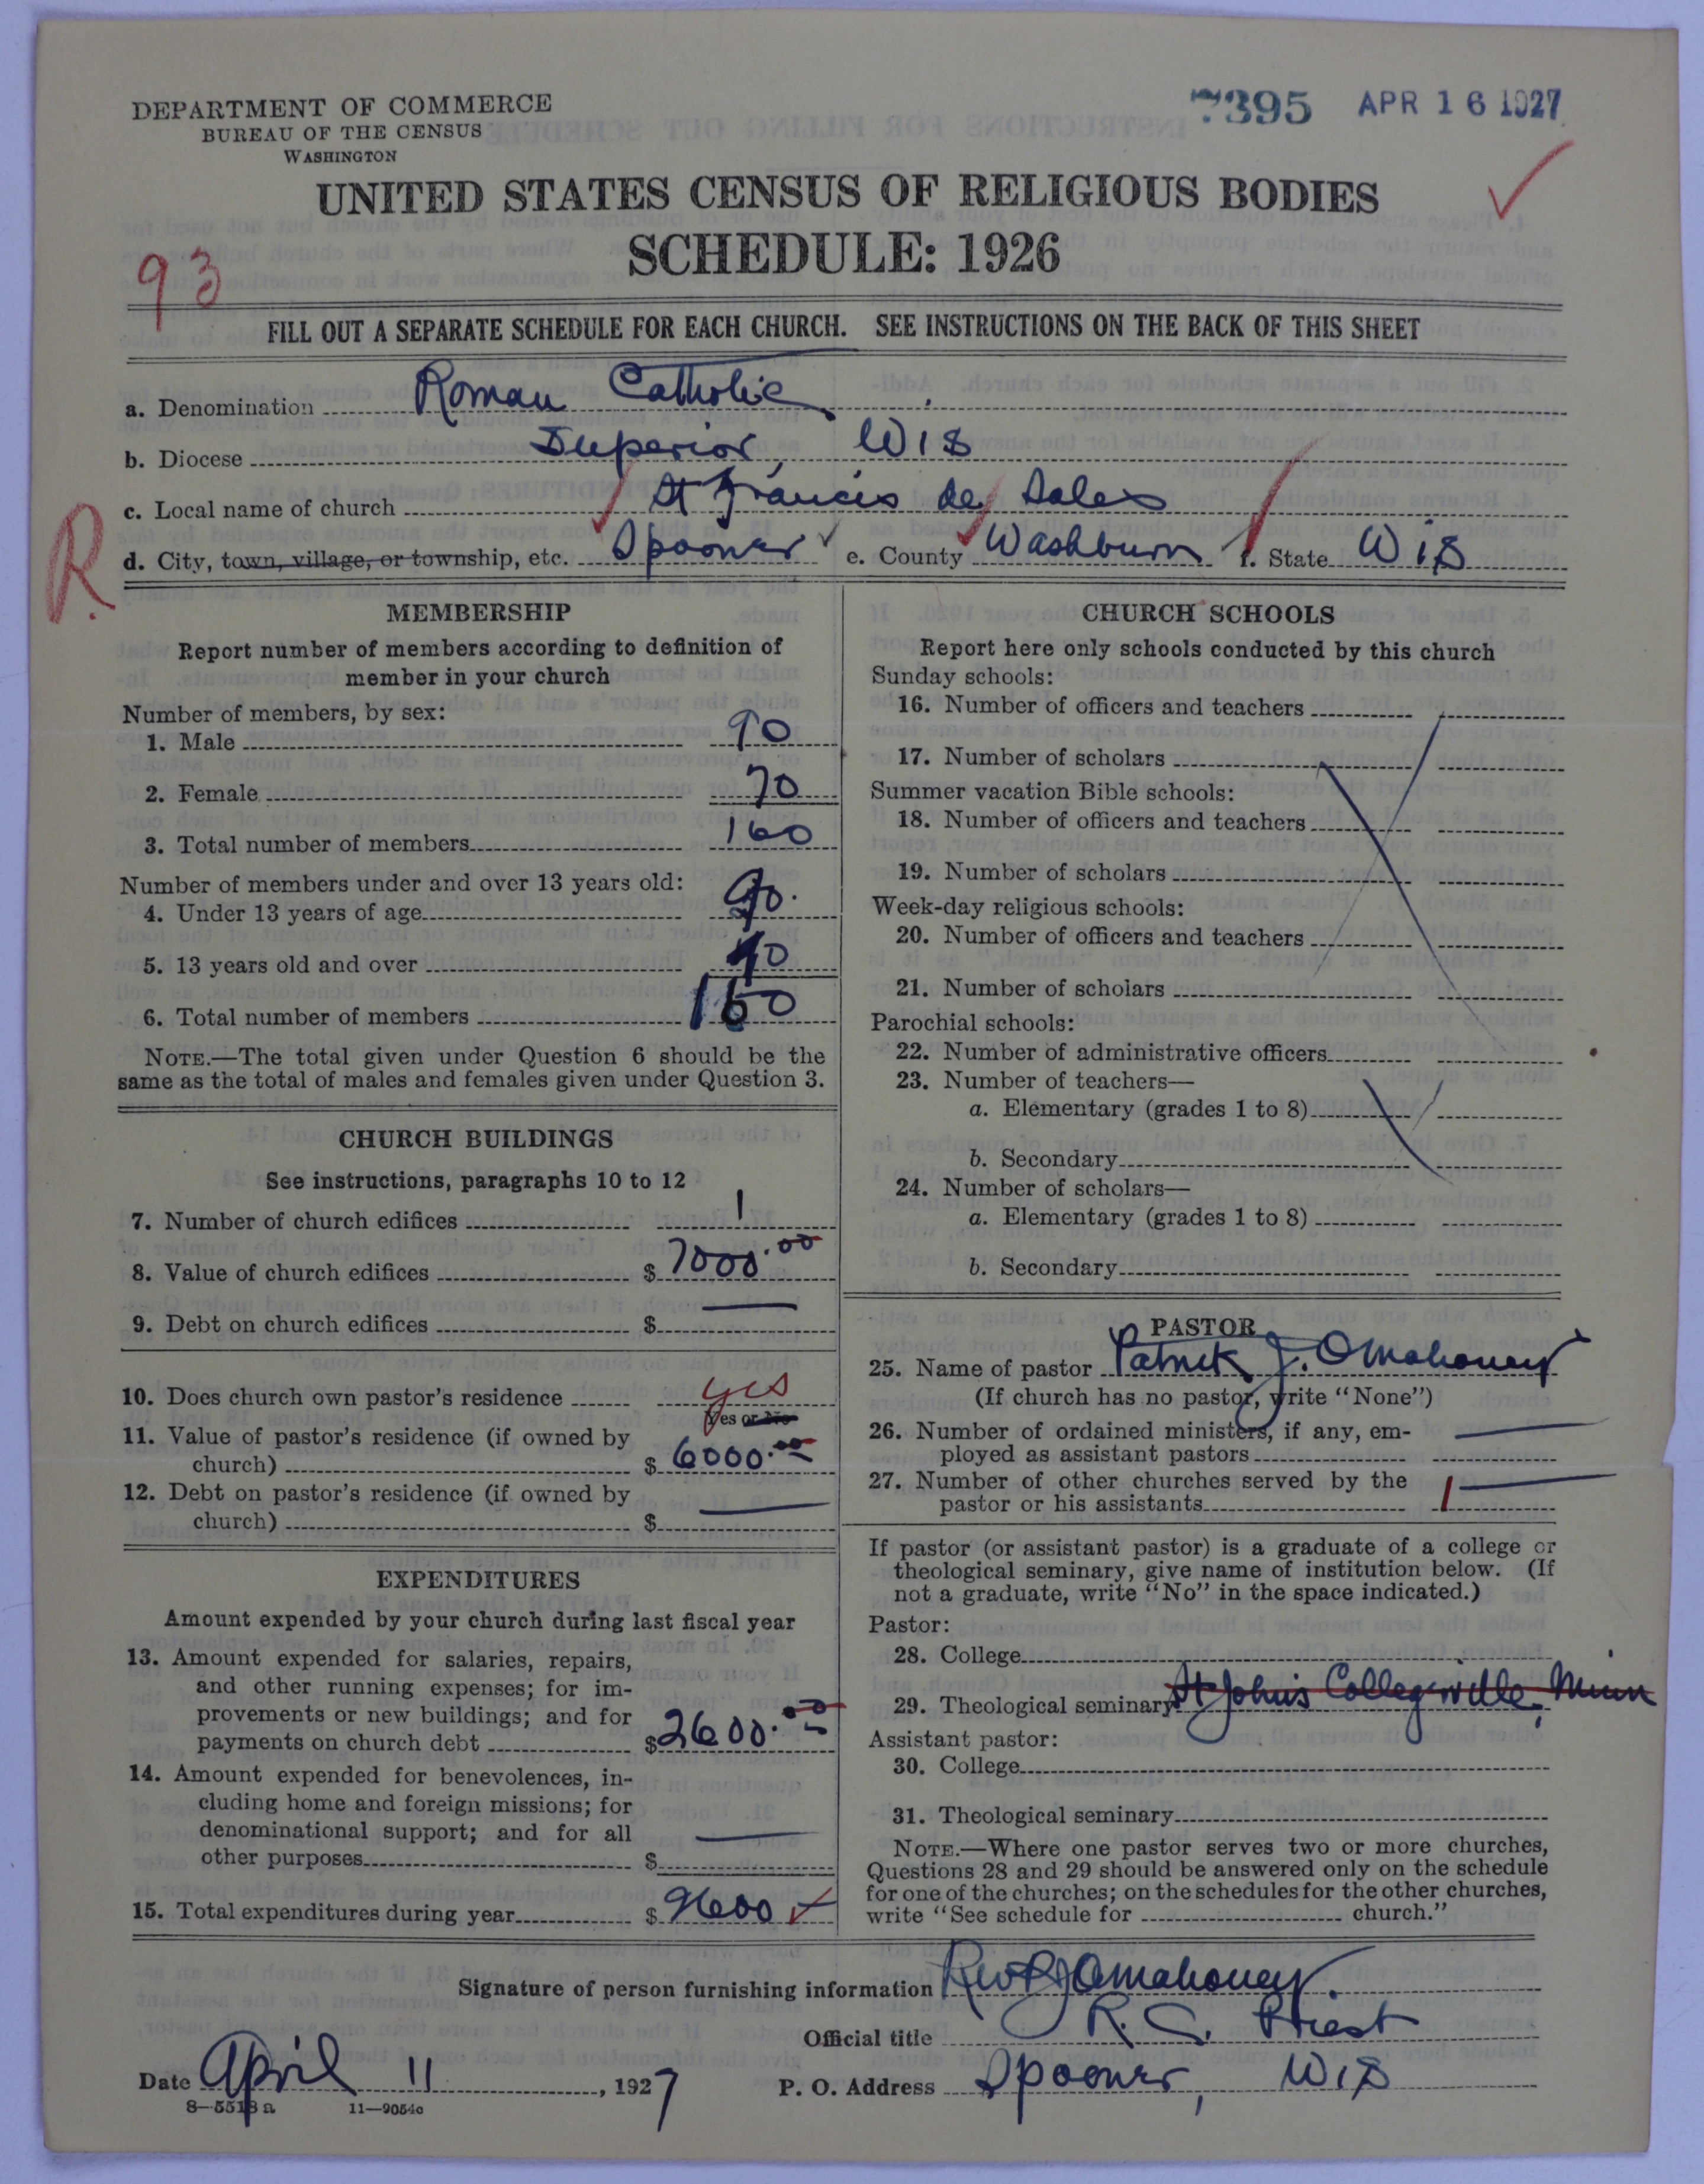 DEPARTMENT OF COMMERCE
BUREAU OF THE CENSUS
WASHINGTON
7395 APR 16 1927
UNITED STATES CENSUS OF RELIGIOUS BODIES
SCHEDULE: 1926
93
FILL OUT A SEPARATE SCHEDULE FOR EACH CHURCH. SEE INSTRUCTIONS ON THE BACK OF THIS SHEET
a. Denomination Roman Catholic
b. Diocese Superior, Wis
c. Local name of church St Francis de Sales
R.
d. City, town, village, or township, etc. Spooner e. County Washburn f. State Wis
MEMBERSHIP
Report number of members according to definition of
member in your church
Number of members, by sex:
1. Male 90
2. Female 70
3. Total number of members 160
Number of members under and over 13 years old:
4. Under 13 years of age
5. 13 years old and over
6. Total number of members 160
NOTE.—The total given under Question 6 should be the
same as the total of males and females given under Question 3.
CHURCH BUILDINGS
See instructions, paragraphs 10 to 12
7. Number of church edifices 1
8. Value of church edifices $ 7000.00
9. Debt on church edifices $ —
10. Does church own pastor's residence yes
Yes or No
11. Value of pastor's residence (if owned by
church) $ 6000.00
12. Debt on pastor's residence (if owned by
church) $ —
EXPENDITURES
Amount expended by your church during last fiscal year
13. Amount expended for salaries, repairs,
and other running expenses; for im-
provements or new buildings; and for
payments on church debt $ 2600.00
14. Amount expended for benevolences, in-
cluding home and foreign missions; for
denominational support; and for all
other purposes $ —
15. Total expenditures during year $ 2600
CHURCH SCHOOLS
Report here only schools conducted by this church
Sunday schools:
16. Number of officers and teachers
17. Number of scholars
Summer vacation Bible schools:
18. Number of officers and teachers
19. Number of scholars
Week-day religious schools:
20. Number of officers and teachers
21. Number of scholars
Parochial schools:
22. Number of administrative officers
23. Number of teachers—
a. Elementary (grades 1 to 8)
b. Secondary
24. Number of scholars—
a. Elementary (grades 1 to 8)
b. Secondary
PASTOR
25. Name of pastor Patrick J. OMahoney
(If church has no pastor, write "None")
26. Number of ordained ministers, if any, em-
ployed as assistant pastors —
27. Number of other churches served by the
pastor or his assistants 1 —
If pastor (or assistant pastor) is a graduate of a college or
theological seminary, give name of institution below. (If
not a graduate, write "No" in the space indicated.)
Pastor:
28. College
29. Theological seminary St John's Collegeville, Minn
Assistant pastor:
30. College
31. Theological seminary
NOTE.—Where one pastor serves two or more churches,
Questions 28 and 29 should be answered only on the schedule
for one of the churches; on the schedules for the other churches,
write "See schedule for church."
Signature of person furnishing information Rev P J OMahoney
Official title R. C. Priest
Date April 11, 1927 P. O. Address Spooner, Wis
8—5518 a 11—9054c